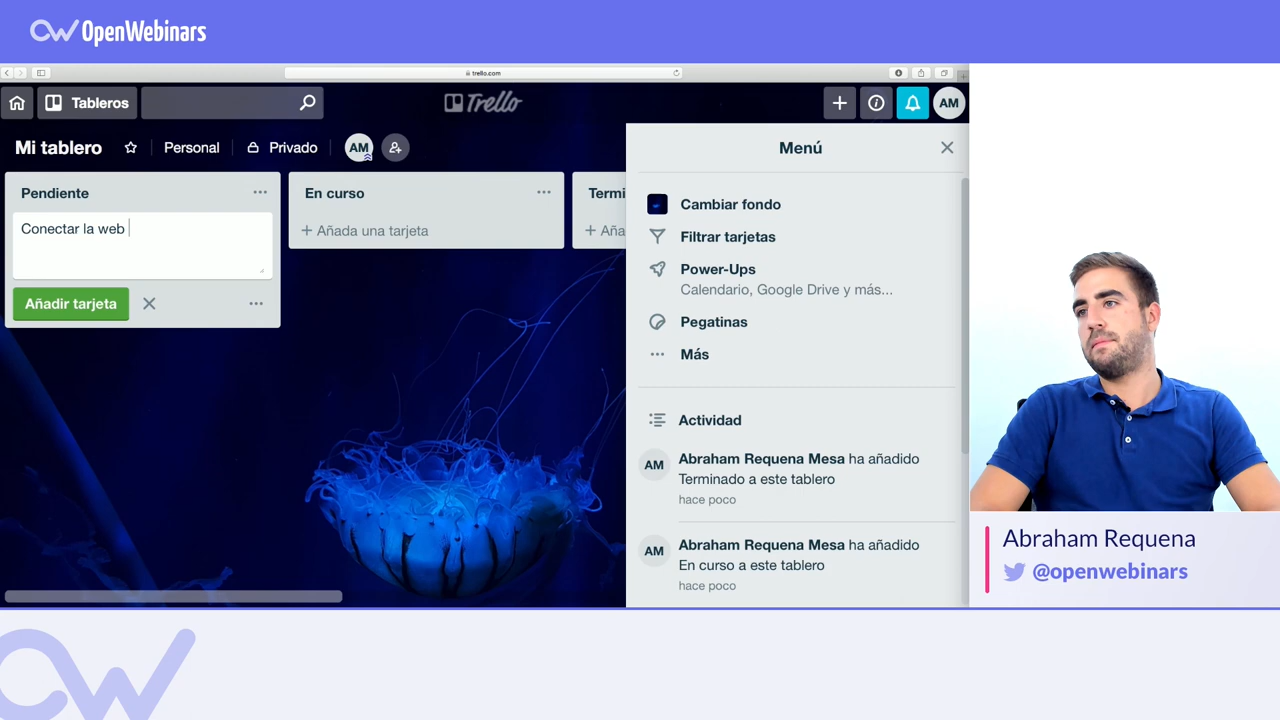 OpenWebinars
trello.com
Tableros
Trello
AM
Mi tablero
Personal
Privado
AM
Pendiente
Conectar la web
Añadir tarjeta
En curso
+ Añada una tarjeta
Termi
+ Aña
Menú
Cambiar fondo
Filtrar tarjetas
Power-Ups
Calendario, Google Drive y más...
Pegatinas
Más
Actividad
AM
Abraham Requena Mesa ha añadido
Terminado a este tablero
hace poco
AM
Abraham Requena Mesa ha añadido
En curso a este tablero
hace poco
Abraham Requena
@openwebinars